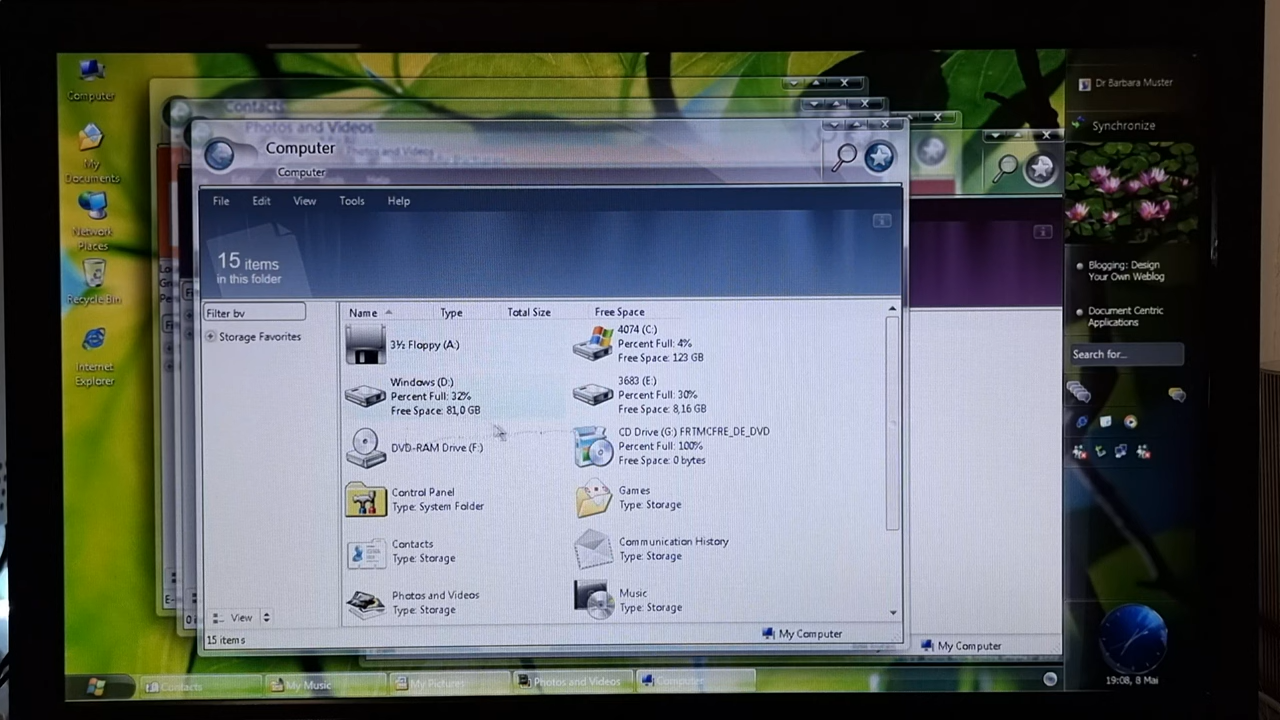 Computer
My
Documents
Network
Places
Recycle Bin
Internet
Explorer
Contacts
Photos and Videos
Computer
Computer
File Edit View Tools Help
15 items
in this folder
Filter by
Storage Favorites
Name Type Total Size Free Space
3½ Floppy (A:)
4074 (C:)
Percent Full: 4%
Free Space: 123 GB
Windows (D:)
Percent Full: 32%
Free Space: 81,0 GB
3683 (E:)
Percent Full: 30%
Free Space: 8,16 GB
DVD-RAM Drive (F:)
CD Drive (G:) FRTMCFRE_DE_DVD
Percent Full: 100%
Free Space: 0 bytes
Control Panel
Type: System Folder
Games
Type: Storage
Contacts
Type: Storage
Communication History
Type: Storage
Photos and Videos
Type: Storage
Music
Type: Storage
View
15 items
My Computer
My Computer
Dr Barbara Muster
Synchronize
Blogging: Design
Your Own Weblog
Document Centric
Applications
Search for...
19:08, 8 Mai
Contacts
My Music
My Pictures
Photos and Videos
Computer